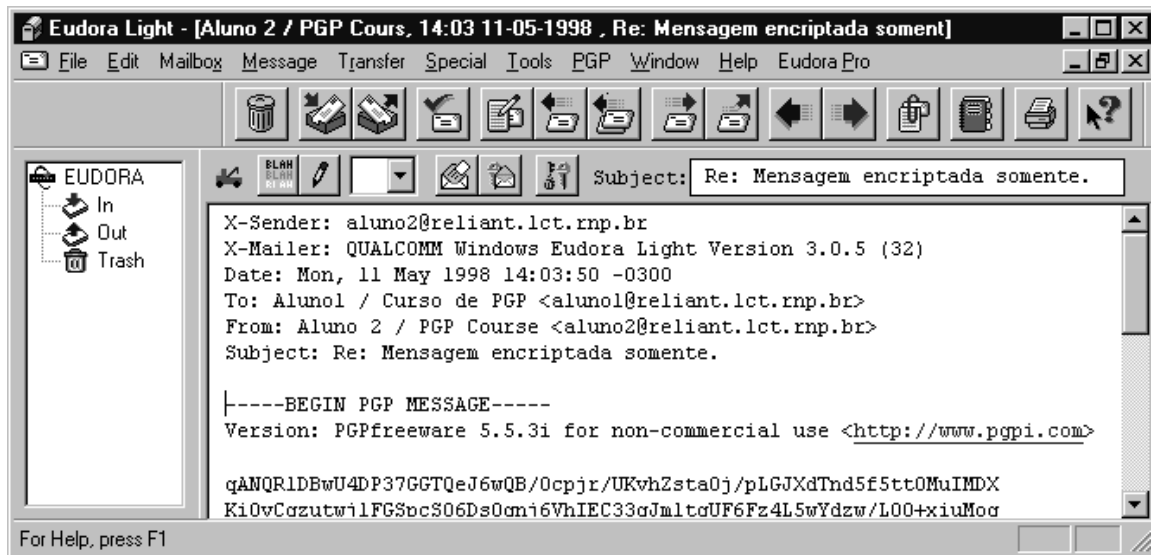 Eudora Light - [Aluno 2 / PGP Cours, 14:03 11-05-1998 , Re: Mensagem encriptada soment]
File Edit Mailbox Message Transfer Special Tools PGP Window Help Eudora Pro
BLAH
BLAH
BLAH
Subject: Re: Mensagem encriptada somente.
EUDORA
In
Out
Trash
X-Sender: aluno2@reliant.lct.rnp.br
X-Mailer: QUALCOMM Windows Eudora Light Version 3.0.5 (32)
Date: Mon, 11 May 1998 14:03:50 -0300
To: Aluno1 / Curso de PGP <aluno1@reliant.lct.rnp.br>
From: Aluno 2 / PGP Course <aluno2@reliant.lct.rnp.br>
Subject: Re: Mensagem encriptada somente.
-----BEGIN PGP MESSAGE-----
Version: PGPfreeware 5.5.3i for non-commercial use <http://www.pgpi.com>
qANQR1DBwU4DP37GGTQeJ6wQB/0cpjr/UKvhZsta0j/pLGJXdTnd5f5tt0MuIMDX
For Help, press F1